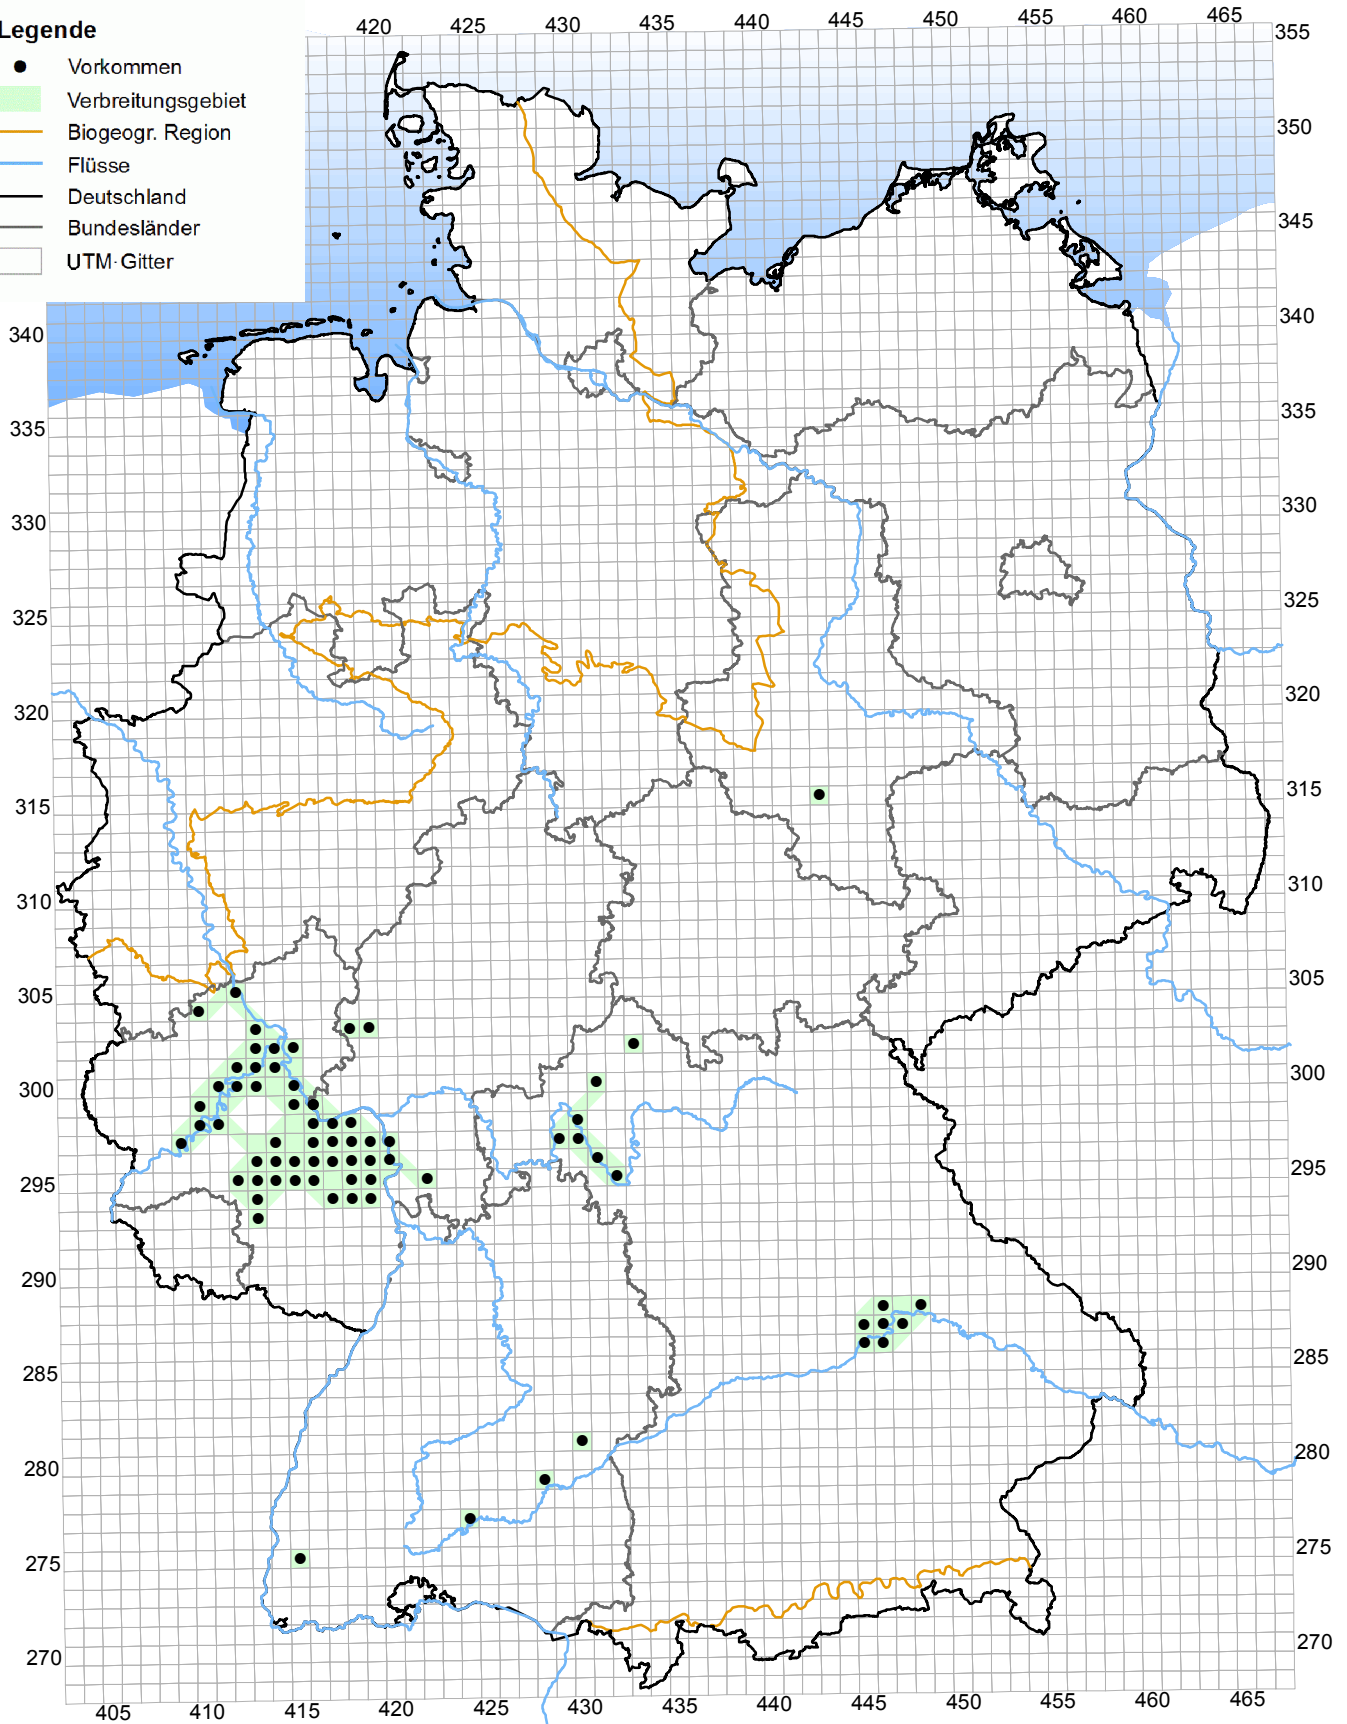 Legende
Vorkommen
Verbreitungsgebiet
Biogeogr. Region
Flüsse
Deutschland
Bundesländer
UTM-Gitter
420 425 430 435 440 445 450 455 460 465
355
350
345
340 340
335 335
330 330
325 325
320 320
315 315
310 310
305 305
300 300
295 295
290 290
285 285
280 280
275 275
270 270
405 410 415 420 425 430 435 440 445 450 455 460 465